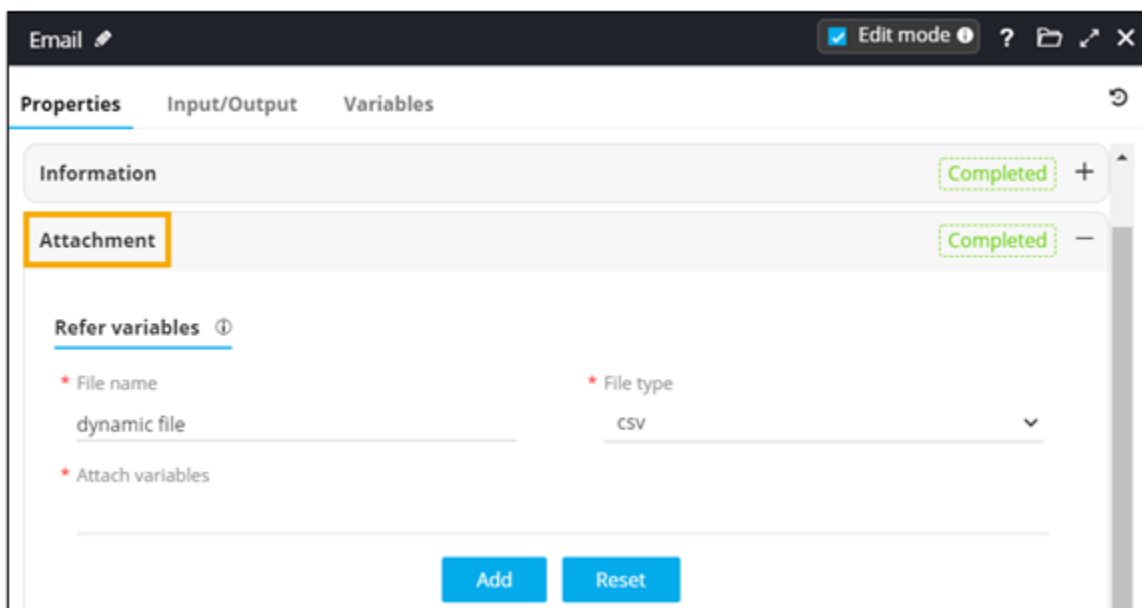 Email Edit mode ?
Properties Input/Output Variables
Information Completed
Attachment Completed
Refer variables
* File name * File type
dynamic file csv
* Attach variables
Add Reset